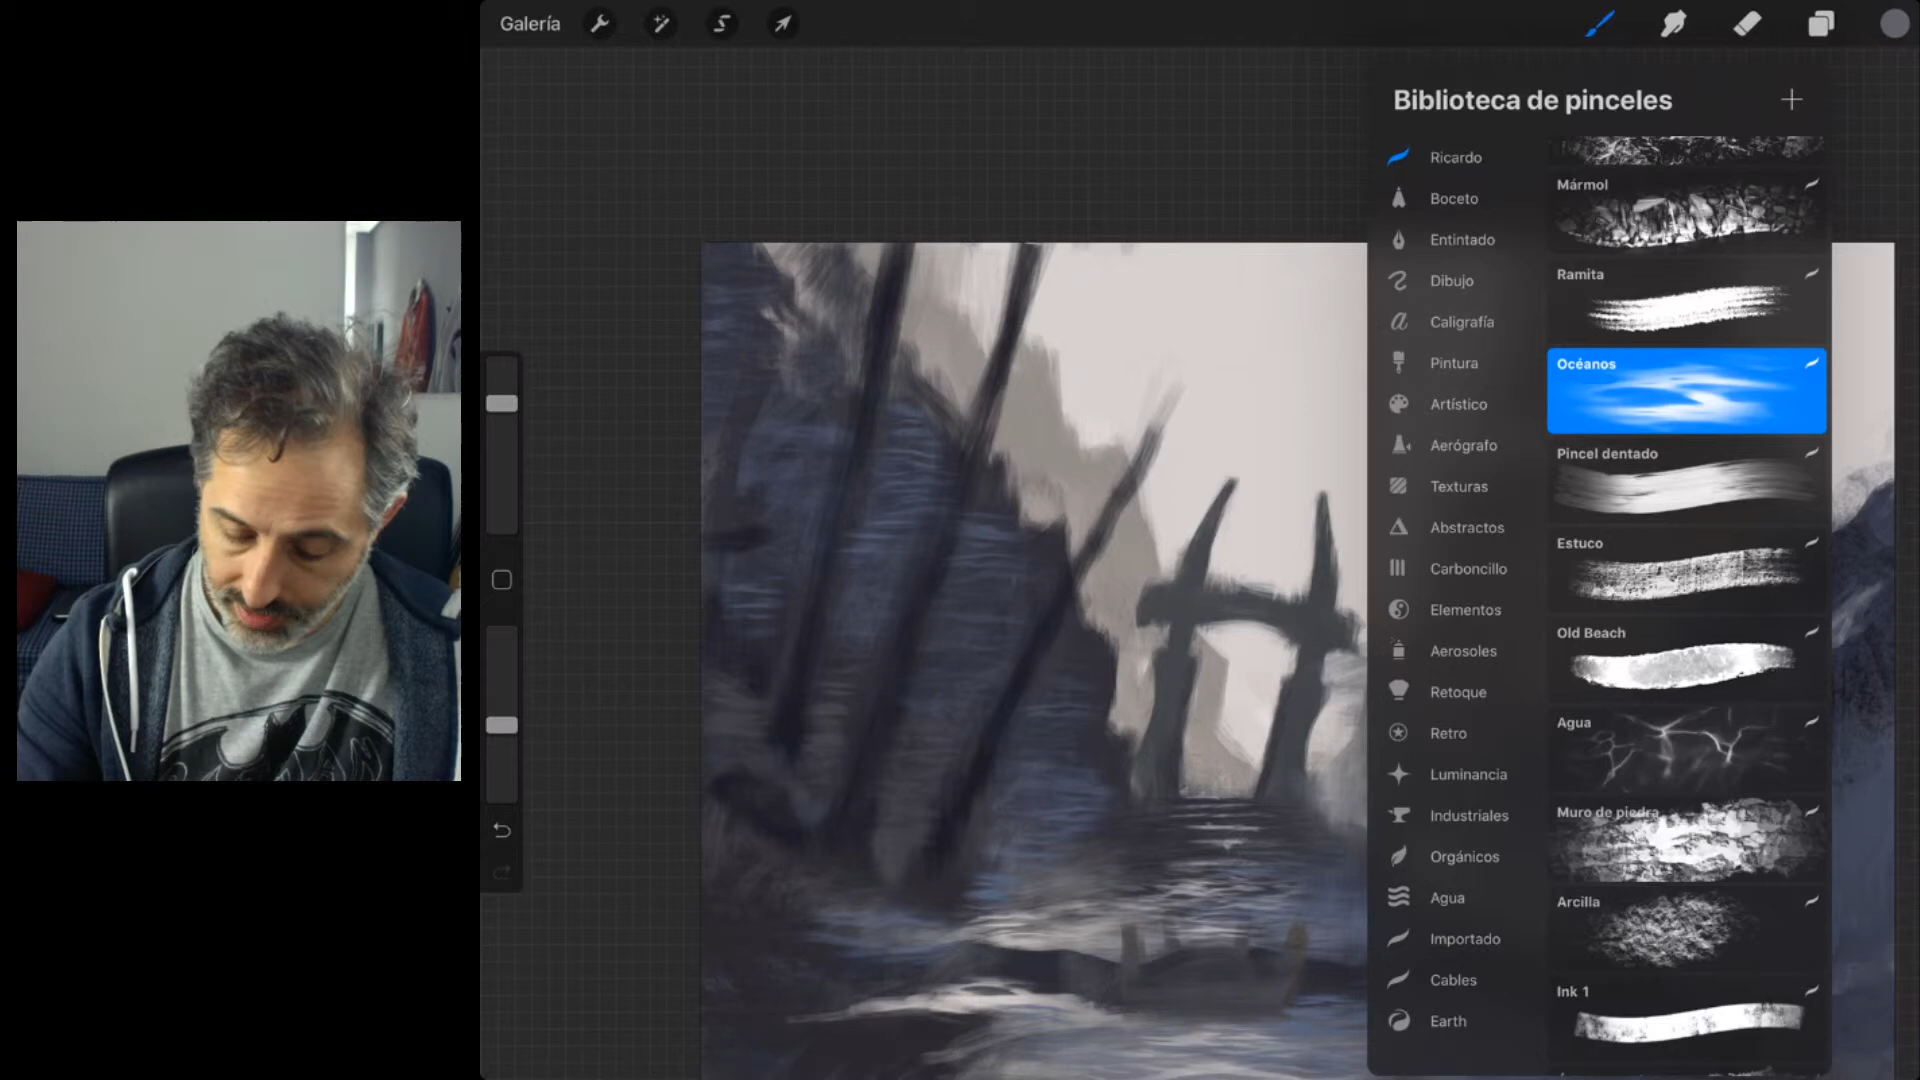 Galería
Biblioteca de pinceles
Ricardo
Boceto
Entintado
Dibujo
Caligrafía
Pintura
Artístico
Aerógrafo
Texturas
Abstractos
Carboncillo
Elementos
Aerosoles
Retoque
Retro
Luminancia
Industriales
Orgánicos
Agua
Importado
Cables
Earth
Mármol
Ramita
Océanos
Pincel dentado
Estuco
Old Beach
Agua
Muro de piedra
Arcilla
Ink 1